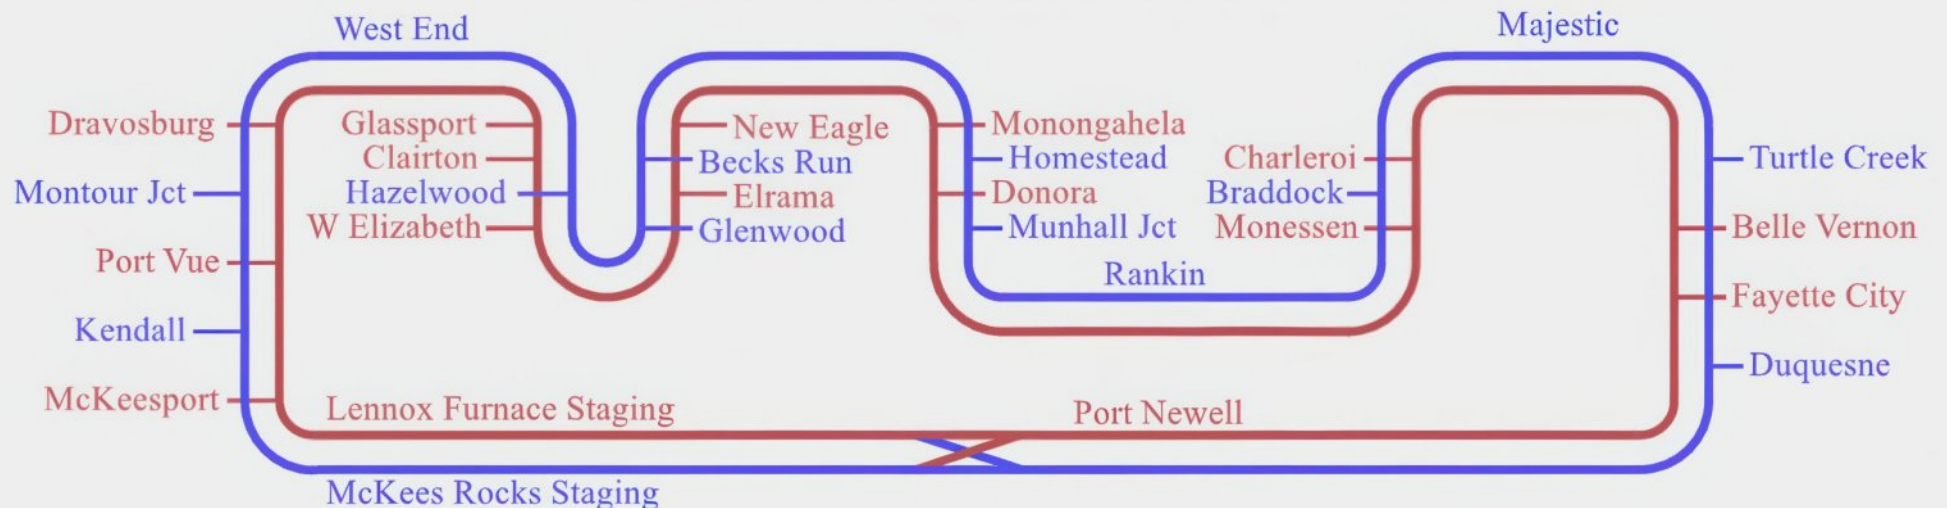 West End
Majestic
Dravosburg
Glassport
New Eagle
Monongahela
Clairton
Becks Run
Homestead
Charleroi
Turtle Creek
Montour Jct
Hazelwood
Elrama
Donora
Braddock
W Elizabeth
Glenwood
Munhall Jct
Monessen
Belle Vernon
Port Vue
Rankin
Fayette City
Kendall
Duquesne
McKeesport
Lennox Furnace Staging
Port Newell
McKees Rocks Staging